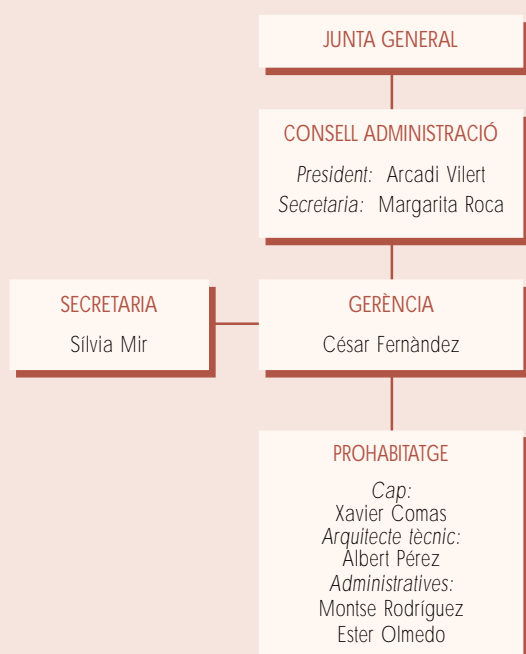 JUNTA GENERAL
CONSELL ADMINISTRACIÓ
President: Arcadi Vilert
Secretaria: Margarita Roca
SECRETARIA
Sílvia Mir
GERÈNCIA
César Fernàndez
PROHABITATGE
Cap:
Xavier Comas
Arquitecte tècnic:
Albert Pérez
Administratives:
Montse Rodríguez
Ester Olmedo